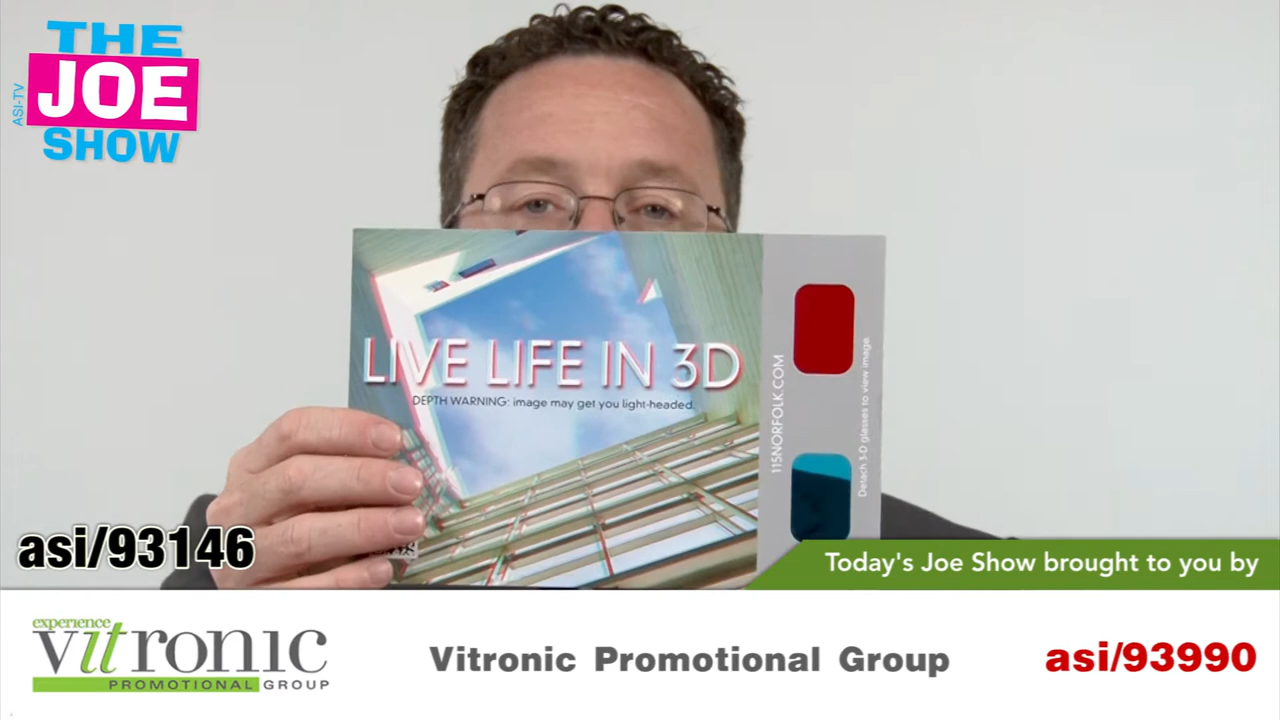 THE
JOE
SHOW
ASI-TV
LIVE LIFE IN 3D
DEPTH WARNING: image may get you light-headed.
115NORFOLK.COM
Detach 3-D glasses to view image.
asi/93146
Today's Joe Show brought to you by
experience
vitronic
PROMOTIONAL GROUP
Vitronic Promotional Group
asi/93990